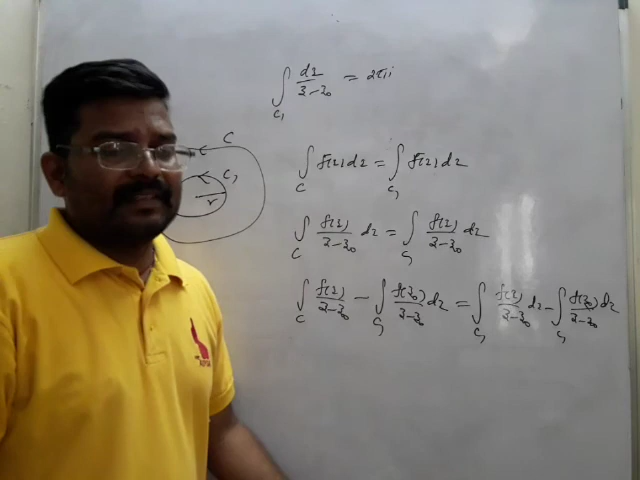 ∫_{C₁} dz/(z-z₀) = 2πi
C
C₁
r
∫_C f(z) dz = ∫_{C₁} f(z) dz
∫_C f(z)/(z-z₀) dz = ∫_{C₁} f(z)/(z-z₀) dz
∫_C f(z)/(z-z₀) - ∫_{C₁} f(z₀)/(z-z₀) dz = ∫_{C₁} f(z)/(z-z₀) dz - ∫_{C₁} f(z₀)/(z-z₀) dz